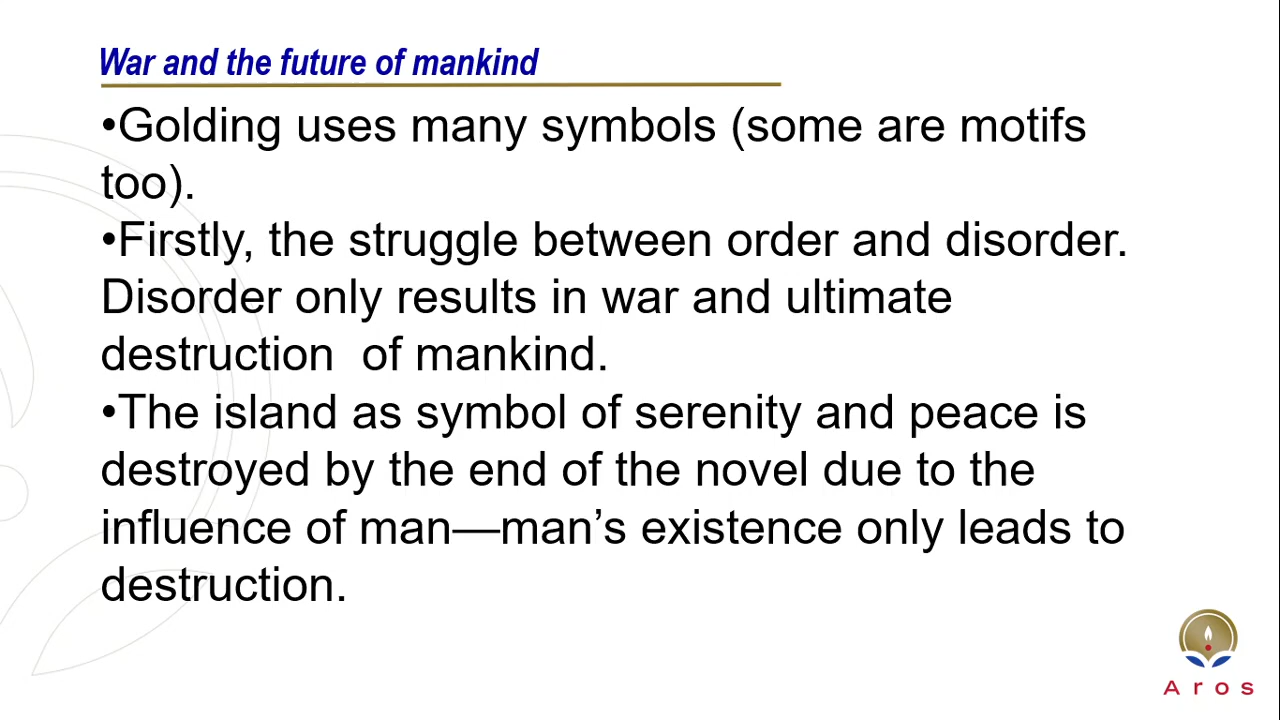 War and the future of mankind
•Golding uses many symbols (some are motifs
too).
•Firstly, the struggle between order and disorder.
Disorder only results in war and ultimate
destruction  of mankind.
•The island as symbol of serenity and peace is
destroyed by the end of the novel due to the
influence of man—man’s existence only leads to
destruction.
Aros